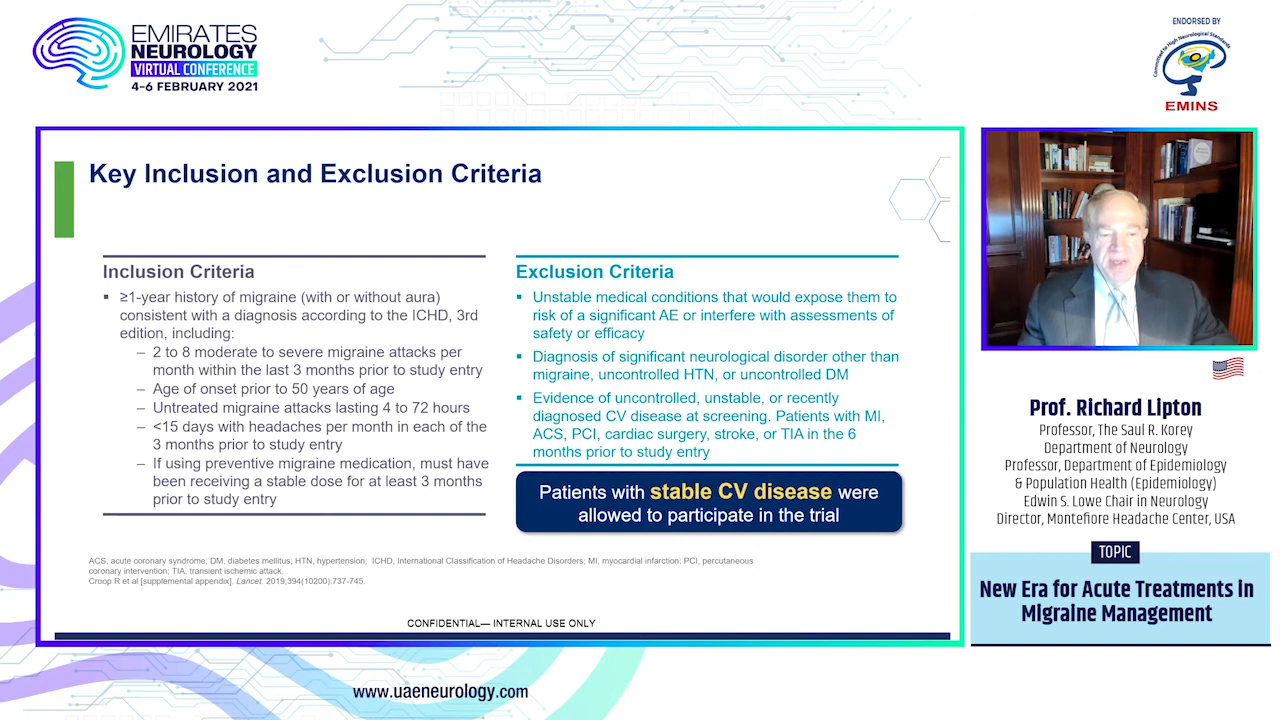 EMIRATES
NEUROLOGY
VIRTUAL CONFERENCE
4-6 FEBRUARY 2021
ENDORSED BY
Committed to High Neurological Standards
EMINS
Key Inclusion and Exclusion Criteria
Inclusion Criteria
▪ ≥1-year history of migraine (with or without aura)
consistent with a diagnosis according to the ICHD, 3rd
edition, including:
– 2 to 8 moderate to severe migraine attacks per
month within the last 3 months prior to study entry
– Age of onset prior to 50 years of age
– Untreated migraine attacks lasting 4 to 72 hours
– <15 days with headaches per month in each of the
3 months prior to study entry
– If using preventive migraine medication, must have
been receiving a stable dose for at least 3 months
prior to study entry
Exclusion Criteria
▪ Unstable medical conditions that would expose them to
risk of a significant AE or interfere with assessments of
safety or efficacy
▪ Diagnosis of significant neurological disorder other than
migraine, uncontrolled HTN, or uncontrolled DM
▪ Evidence of uncontrolled, unstable, or recently
diagnosed CV disease at screening. Patients with MI,
ACS, PCI, cardiac surgery, stroke, or TIA in the 6
months prior to study entry
Patients with stable CV disease were
allowed to participate in the trial
ACS, acute coronary syndrome; DM, diabetes mellitus; HTN, hypertension; ICHD, International Classification of Headache Disorders; MI, myocardial infarction; PCI, percutaneous
coronary intervention; TIA, transient ischemic attack.
Croop R et al [supplemental appendix]. Lancet. 2019;394(10200):737-745.
CONFIDENTIAL— INTERNAL USE ONLY
Prof. Richard Lipton
Professor, The Saul R. Korey
Department of Neurology
Professor, Department of Epidemiology
& Population Health (Epidemiology)
Edwin S. Lowe Chair in Neurology
Director, Montefiore Headache Center, USA
TOPIC
New Era for Acute Treatments in
Migraine Management
www.uaeneurology.com